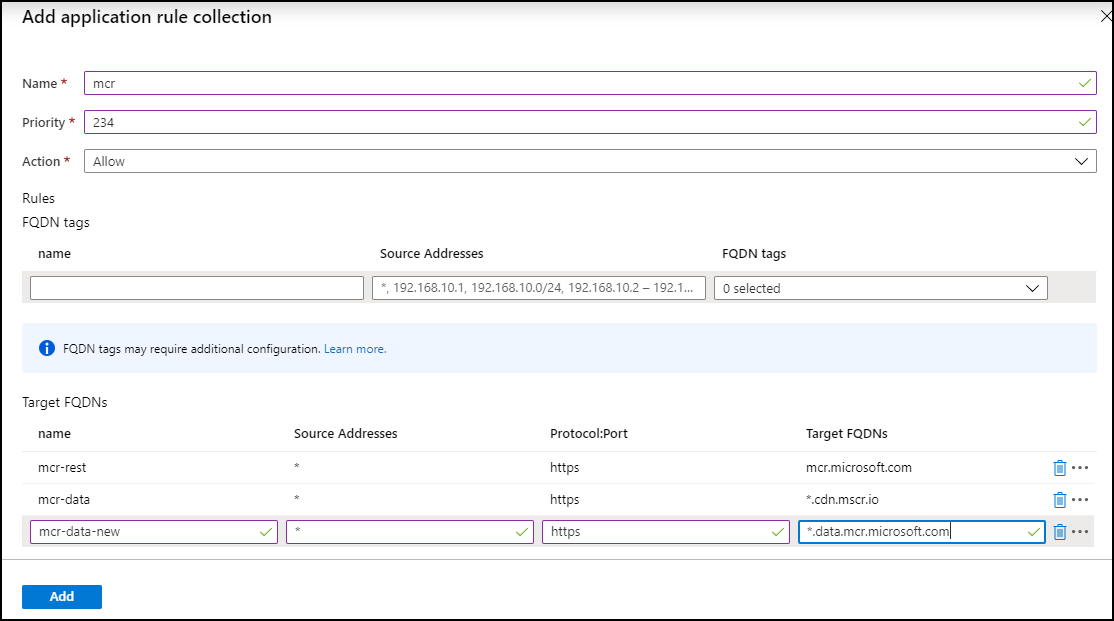 Add application rule collection
Name *
mcr
Priority *
234
Action *
Allow
Rules
FQDN tags
name Source Addresses FQDN tags
*, 192.168.10.1, 192.168.10.0/24, 192.168.10.2 – 192.1... 0 selected
FQDN tags may require additional configuration. Learn more.
Target FQDNs
name Source Addresses Protocol:Port Target FQDNs
mcr-rest * https mcr.microsoft.com
mcr-data * https *.cdn.mscr.io
mcr-data-new * https *.data.mcr.microsoft.com
Add